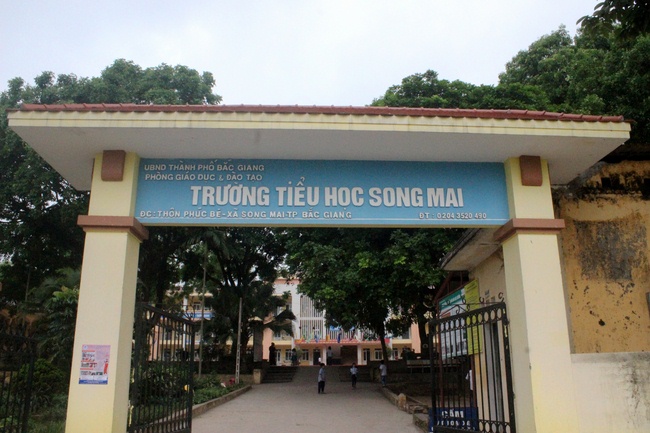 UBND THÀNH PHỐ BẮC GIANG
PHÒNG GIÁO DỤC & ĐÀO TẠO
TRƯỜNG TIỂU HỌC SONG MAI
ĐC: THÔN PHÚC BÉ - XÃ SONG MAI - TP. BẮC GIANG ĐT: 0204 3520 490